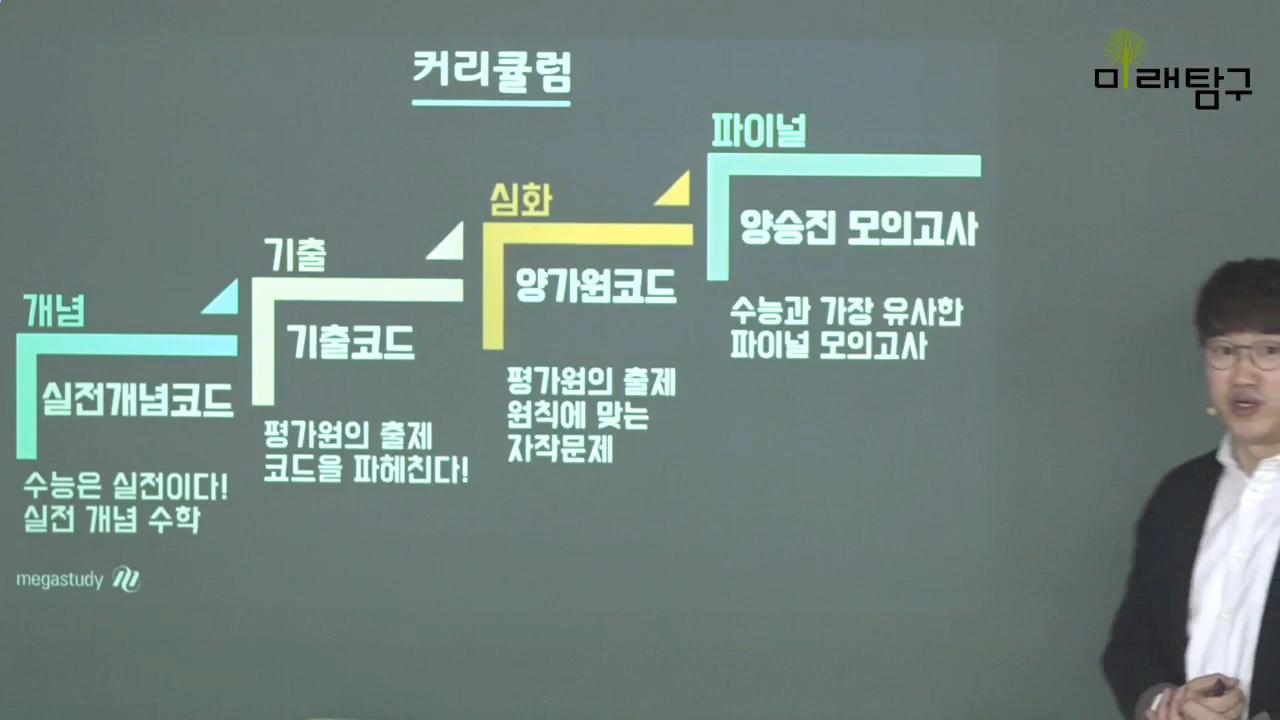 커리큘럼
미래탐구
개념
실전개념코드
수능은 실전이다!
실전 개념 수학
기출
기출코드
평가원의 출제
코드을 파헤친다!
심화
양가원코드
평가원의 출제
원칙에 맞는
자작문제
파이널
양승진 모의고사
수능과 가장 유사한
파이널 모의고사
megastudy